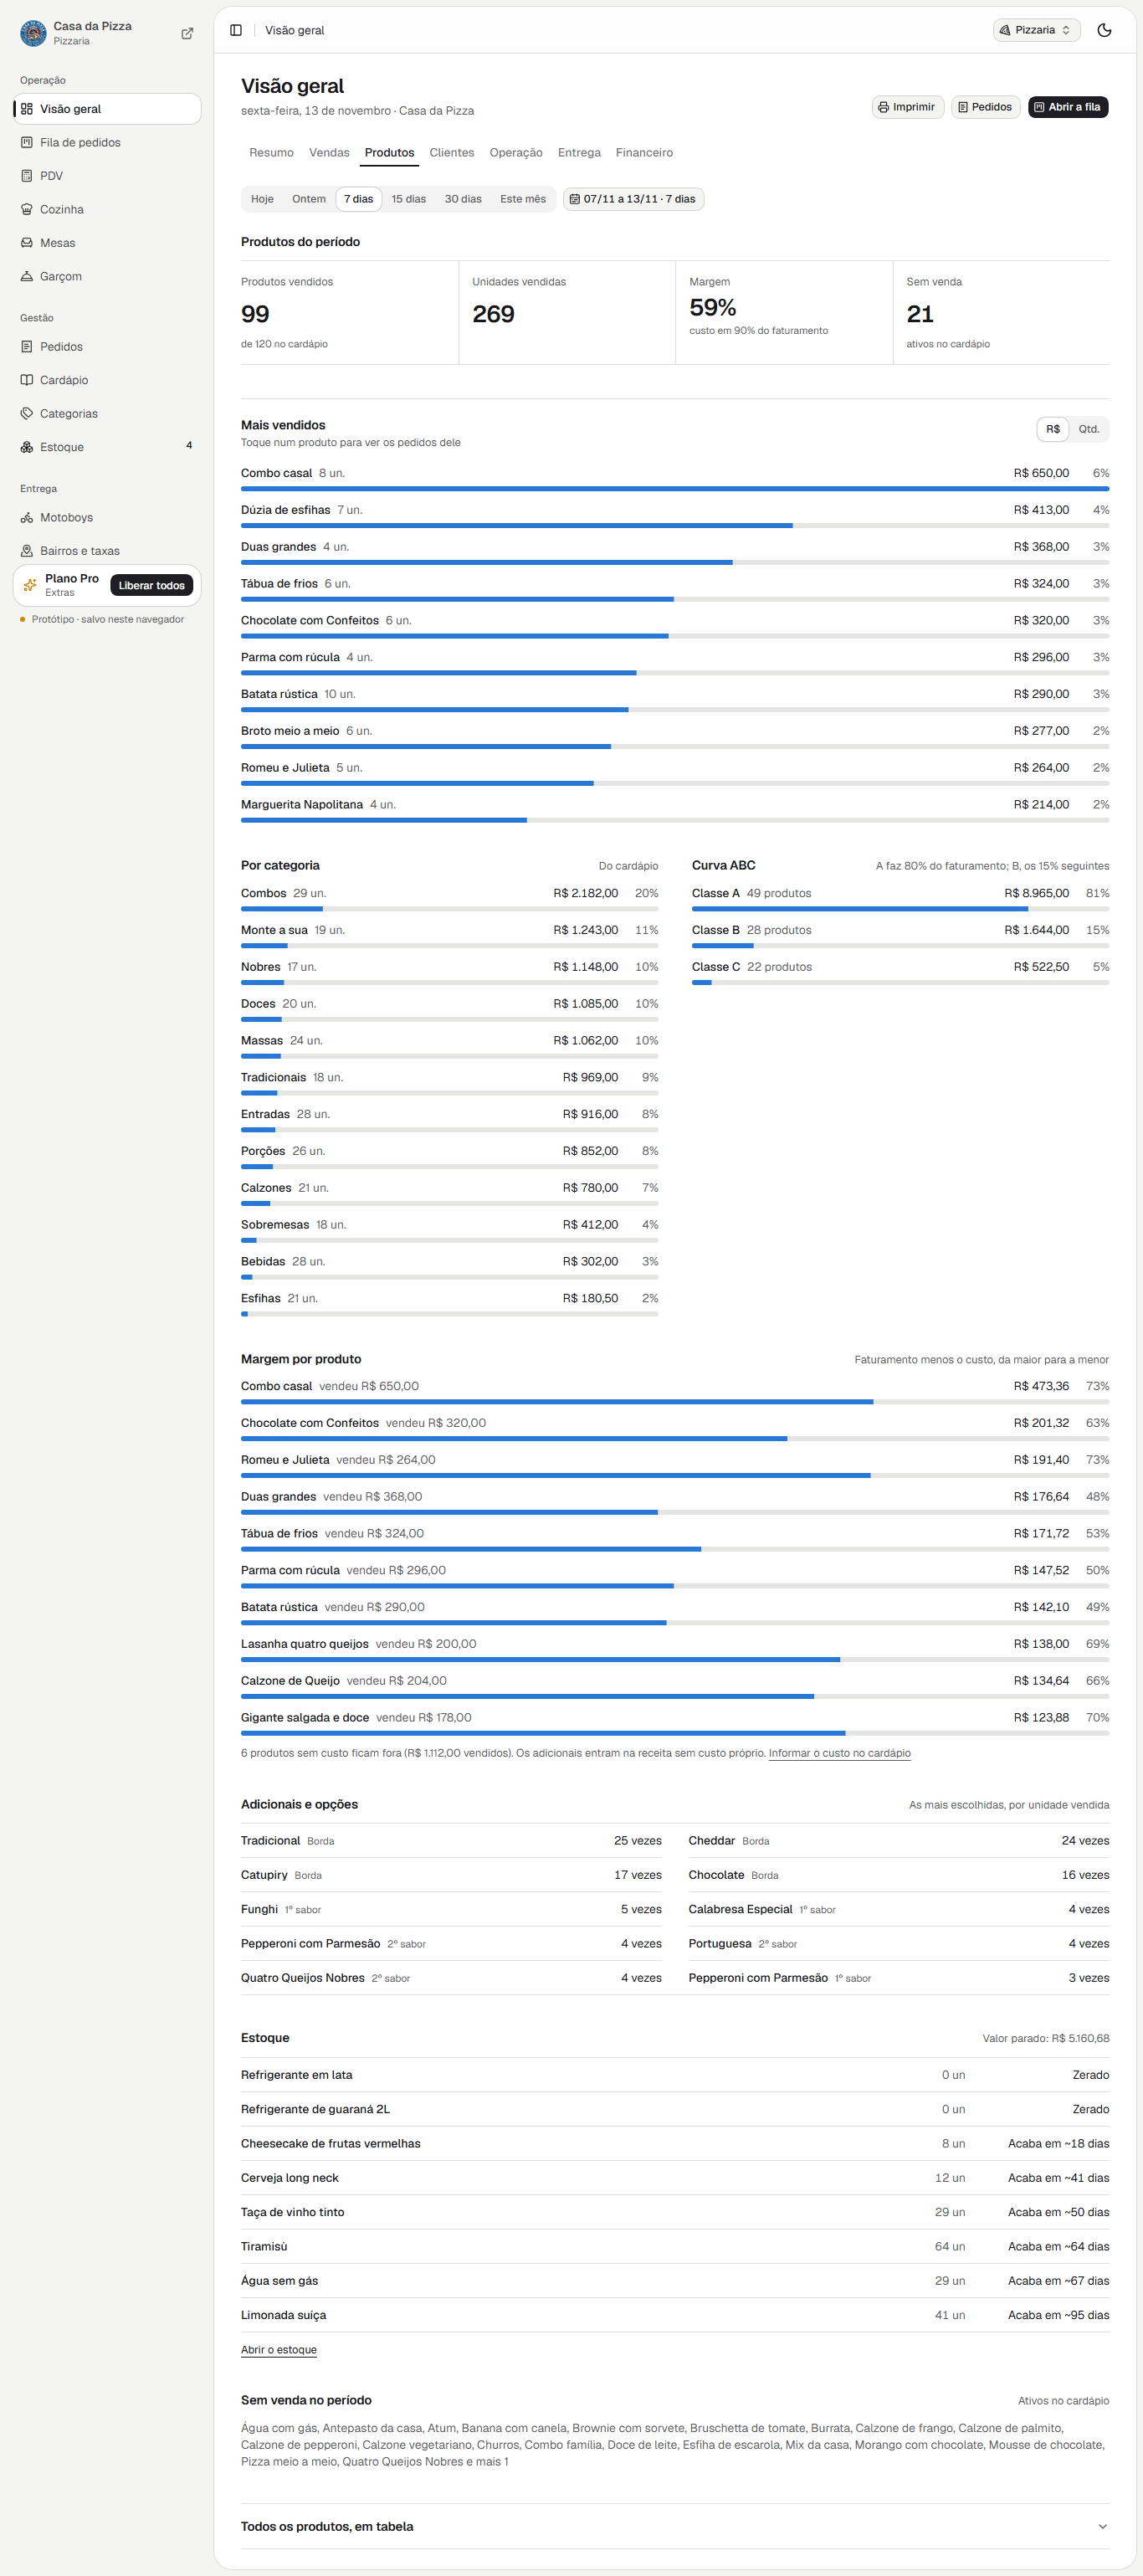 Casa da Pizza
Pizzaria
Operação
Visão geral
Fila de pedidos
PDV
Cozinha
Mesas
Garçom
Gestão
Pedidos
Cardápio
Categorias
Estoque 4
Entrega
Motoboys
Bairros e taxas
Plano Pro
Extras
Liberar todos
Protótipo · salvo neste navegador
Visão geral
Pizzaria
Visão geral
sexta-feira, 13 de novembro · Casa da Pizza
Imprimir Pedidos Abrir a fila
Resumo Vendas Produtos Clientes Operação Entrega Financeiro
Hoje Ontem 7 dias 15 dias 30 dias Este mês 07/11 a 13/11 · 7 dias
Produtos do período
Produtos vendidos
99
de 120 no cardápio
Unidades vendidas
269
Margem
59%
custo em 90% do faturamento
Sem venda
21
ativos no cardápio
Mais vendidos
Toque num produto para ver os pedidos dele
R$ Qtd.
Combo casal 8 un. R$ 650,00 6%
Dúzia de esfihas 7 un. R$ 413,00 4%
Duas grandes 4 un. R$ 368,00 3%
Tábua de frios 6 un. R$ 324,00 3%
Chocolate com Confeitos 6 un. R$ 320,00 3%
Parma com rúcula 4 un. R$ 296,00 3%
Batata rústica 10 un. R$ 290,00 3%
Broto meio a meio 6 un. R$ 277,00 2%
Romeu e Julieta 5 un. R$ 264,00 2%
Marguerita Napolitana 4 un. R$ 214,00 2%
Por categoria Do cardápio
Combos 29 un. R$ 2.182,00 20%
Monte a sua 19 un. R$ 1.243,00 11%
Nobres 17 un. R$ 1.148,00 10%
Doces 20 un. R$ 1.085,00 10%
Massas 24 un. R$ 1.062,00 10%
Tradicionais 18 un. R$ 969,00 9%
Entradas 28 un. R$ 916,00 8%
Porções 26 un. R$ 852,00 8%
Calzones 21 un. R$ 780,00 7%
Sobremesas 18 un. R$ 412,00 4%
Bebidas 28 un. R$ 302,00 3%
Esfihas 21 un. R$ 180,50 2%
Curva ABC A faz 80% do faturamento; B, os 15% seguintes
Classe A 49 produtos R$ 8.965,00 81%
Classe B 28 produtos R$ 1.644,00 15%
Classe C 22 produtos R$ 522,50 5%
Margem por produto Faturamento menos o custo, da maior para a menor
Combo casal vendeu R$ 650,00 R$ 473,36 73%
Chocolate com Confeitos vendeu R$ 320,00 R$ 201,32 63%
Romeu e Julieta vendeu R$ 264,00 R$ 191,40 73%
Duas grandes vendeu R$ 368,00 R$ 176,64 48%
Tábua de frios vendeu R$ 324,00 R$ 171,72 53%
Parma com rúcula vendeu R$ 296,00 R$ 147,52 50%
Batata rústica vendeu R$ 290,00 R$ 142,10 49%
Lasanha quatro queijos vendeu R$ 200,00 R$ 138,00 69%
Calzone de Queijo vendeu R$ 204,00 R$ 134,64 66%
Gigante salgada e doce vendeu R$ 178,00 R$ 123,88 70%
6 produtos sem custo ficam fora (R$ 1.112,00 vendidos). Os adicionais entram na receita sem custo próprio. Informar o custo no cardápio
Adicionais e opções As mais escolhidas, por unidade vendida
Tradicional Borda 25 vezes Cheddar Borda 24 vezes
Catupiry Borda 17 vezes Chocolate Borda 16 vezes
Funghi 1º sabor 5 vezes Calabresa Especial 1º sabor 4 vezes
Pepperoni com Parmesão 2º sabor 4 vezes Portuguesa 2º sabor 4 vezes
Quatro Queijos Nobres 2º sabor 4 vezes Pepperoni com Parmesão 1º sabor 3 vezes
Estoque Valor parado: R$ 5.160,68
Refrigerante em lata 0 un Zerado
Refrigerante de guaraná 2L 0 un Zerado
Cheesecake de frutas vermelhas 8 un Acaba em ~18 dias
Cerveja long neck 12 un Acaba em ~41 dias
Taça de vinho tinto 29 un Acaba em ~50 dias
Tiramisù 64 un Acaba em ~64 dias
Água sem gás 29 un Acaba em ~67 dias
Limonada suíça 41 un Acaba em ~95 dias
Abrir o estoque
Sem venda no período Ativos no cardápio
Água com gás, Antepasto da casa, Atum, Banana com canela, Brownie com sorvete, Bruschetta de tomate, Burrata, Calzone de frango, Calzone de palmito,
Calzone de pepperoni, Calzone vegetariano, Churros, Combo família, Doce de leite, Esfiha de escarola, Mix da casa, Morango com chocolate, Mousse de chocolate,
Pizza meio a meio, Quatro Queijos Nobres e mais 1
Todos os produtos, em tabela